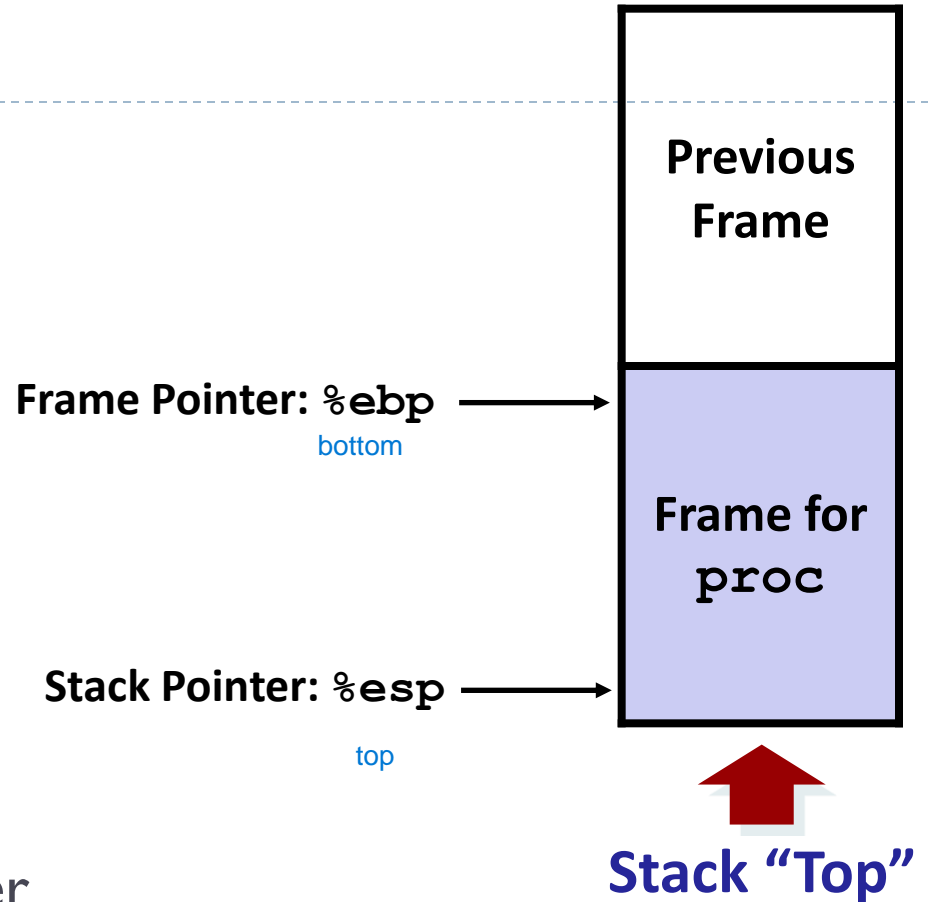 Previous
Frame
Frame Pointer: %ebp
bottom
Frame for
proc
Stack Pointer: %esp
top
Stack “Top”